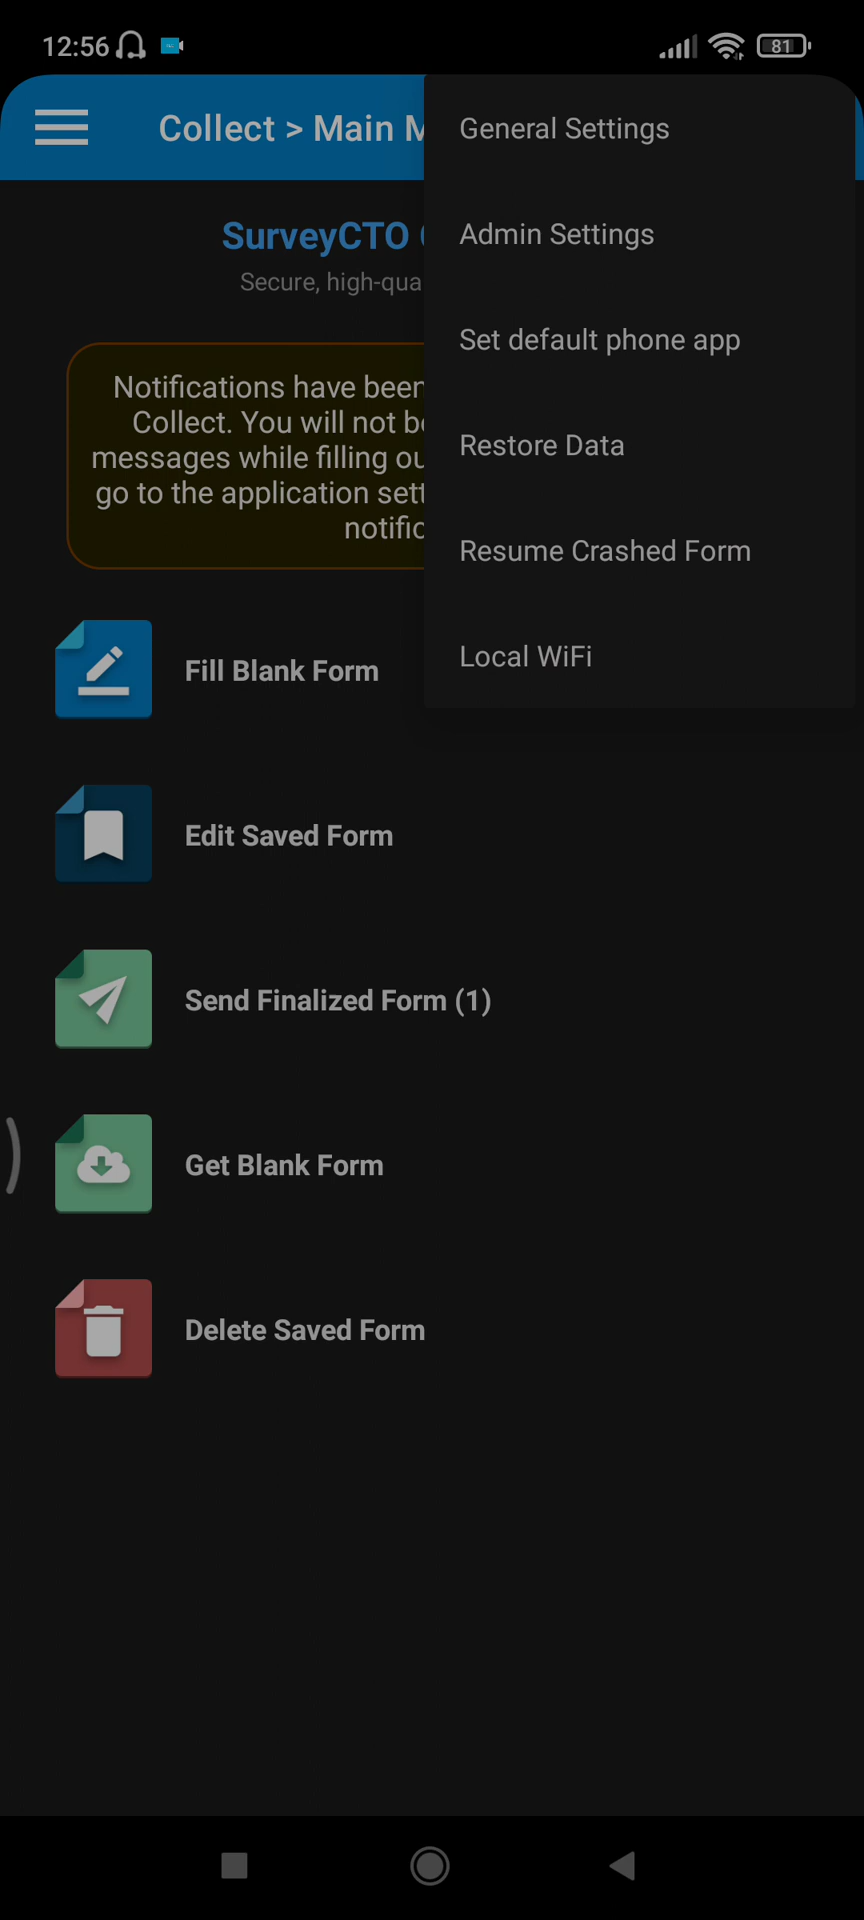 12:56
81
Collect > Main M
General Settings
Admin Settings
Set default phone app
Restore Data
Resume Crashed Form
Local WiFi
SurveyCTO
Secure, high-qua
Notifications have been
Collect. You will not be
messages while filling ou
go to the application sett
notific
Fill Blank Form
Edit Saved Form
Send Finalized Form (1)
Get Blank Form
Delete Saved Form